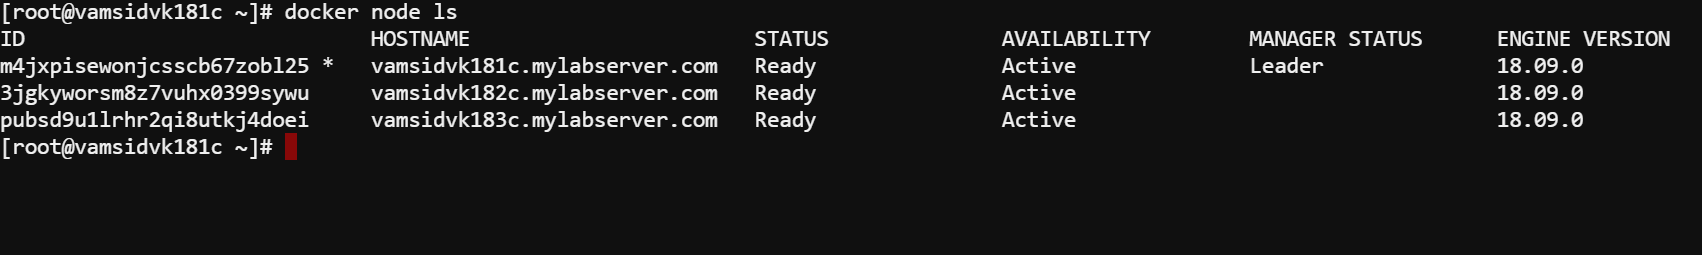 [root@vamsidvk181c ~]# docker node ls
ID HOSTNAME STATUS AVAILABILITY MANAGER STATUS ENGINE VERSION
m4jxpisewonjcsscb67zobl25 * vamsidvk181c.mylabserver.com Ready Active Leader 18.09.0
3jgkyworsm8z7vuhx0399sywu vamsidvk182c.mylabserver.com Ready Active 18.09.0
pubsd9u1lrhr2qi8utkj4doei vamsidvk183c.mylabserver.com Ready Active 18.09.0
[root@vamsidvk181c ~]#